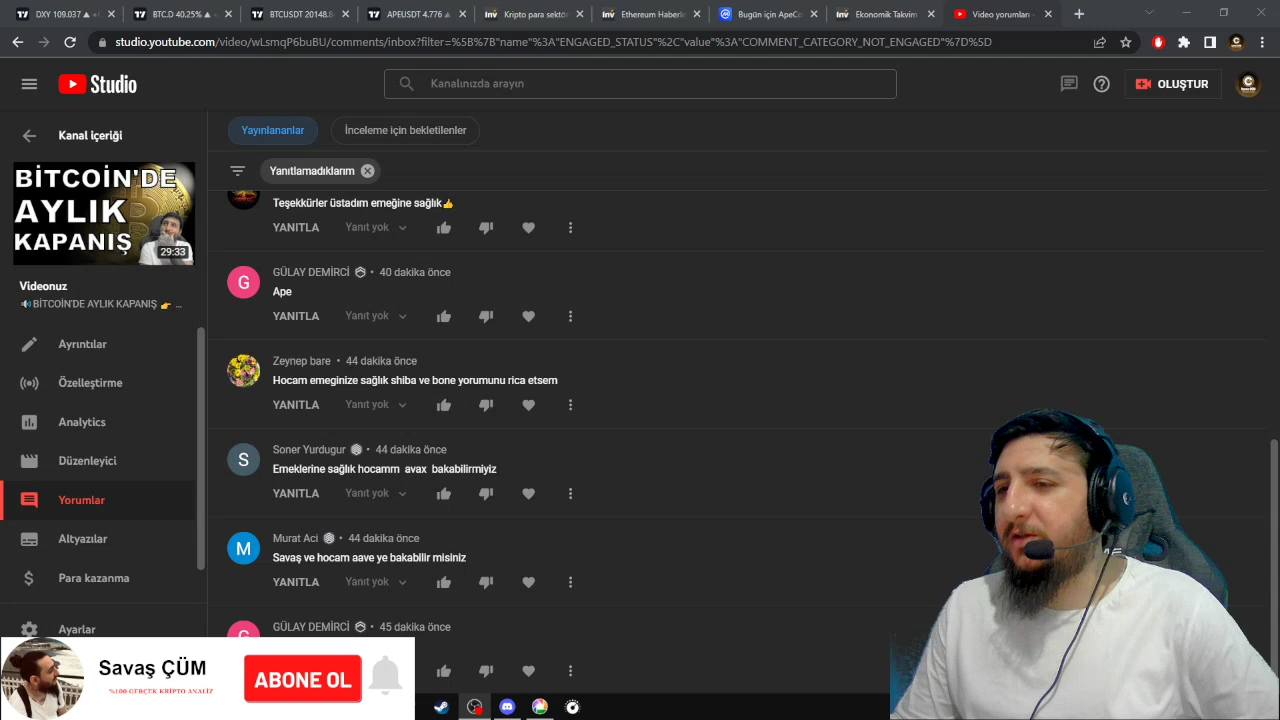 DXY 109.037
BTC.D 40.25%
BTCUSDT 20148.8
APEUSDT 4.776
Kripto para sektör
Ethereum Haberle
Bugün için ApeCo
Ekonomik Takvim
Video yorumları -
studio.youtube.com/video/wLsmqP6buBU/comments/inbox?filter=%5B%7B"name"%3A"ENGAGED_STATUS"%2C"value"%3A"COMMENT_CATEGORY_NOT_ENGAGED"%7D%5D
Studio
Kanalınızda arayın
OLUŞTUR
Kanal içeriği
BİTCOİN'DE
AYLIK
KAPANIŞ
29:33
Videonuz
🔊BİTCOİN'DE AYLIK KAPANIŞ 👉 ...
Ayrıntılar
Özelleştirme
Analytics
Düzenleyici
Yorumlar
Altyazılar
Para kazanma
Ayarlar
Yayınlananlar
İnceleme için bekletilenler
Yanıtlamadıklarım
Teşekkürler üstadım emeğine sağlık👍
YANITLA Yanıt yok
G
GÜLAY DEMİRCİ • 40 dakika önce
Ape
YANITLA Yanıt yok
Zeynep bare • 44 dakika önce
Hocam emeginize sağlık shiba ve bone yorumunu rica etsem
YANITLA Yanıt yok
S
Soner Yurdugur • 44 dakika önce
Emeklerine sağlık hocamm avax bakabilirmiyiz
YANITLA Yanıt yok
M
Murat Aci • 44 dakika önce
Savaş ve hocam aave ye bakabilir misiniz
YANITLA Yanıt yok
GÜLAY DEMİRCİ • 45 dakika önce
Savaş ÇÜM
%100 GERÇEK KRİPTO ANALİZ
ABONE OL